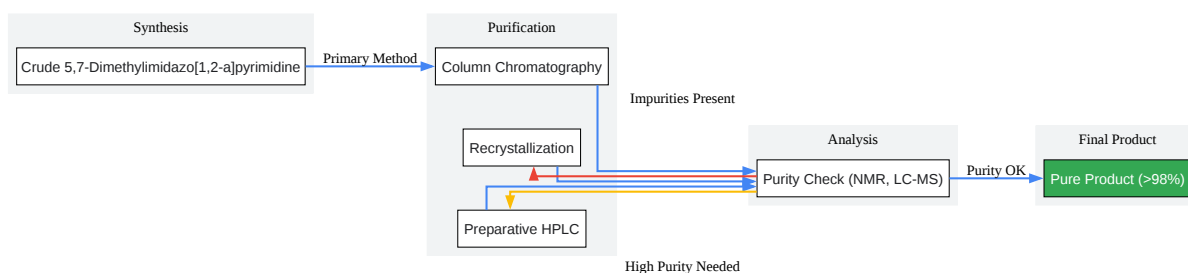 Synthesis
Crude 5,7-Dimethylimidazo[1,2-a]pyrimidine
Primary Method
Purification
Column Chromatography
Impurities Present
Recrystallization
Preparative HPLC
High Purity Needed
Analysis
Purity Check (NMR, LC-MS)
Purity OK
Final Product
Pure Product (>98%)